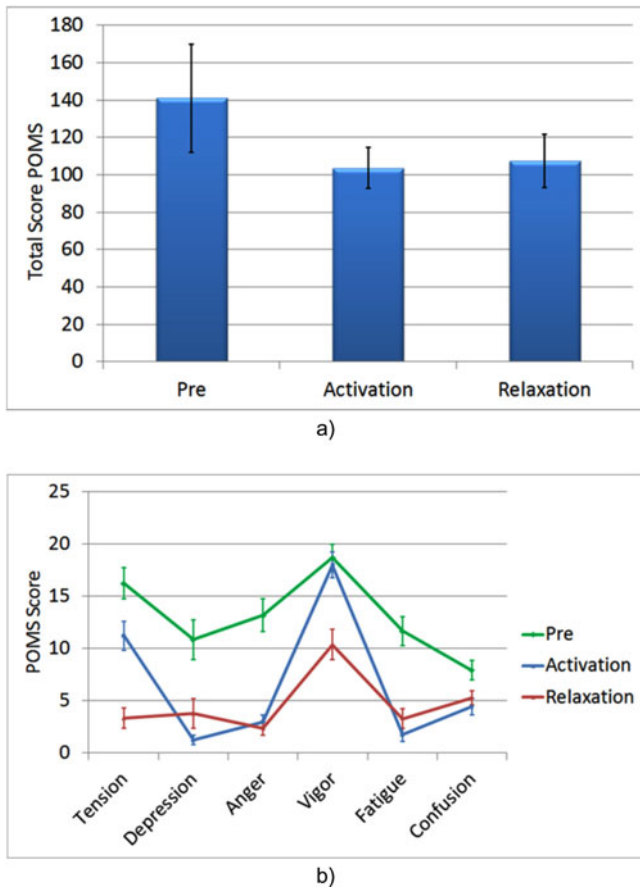 Total Score POMS
180
160
140
120
100
80
60
40
20
0
Pre
Activation
Relaxation
a)
POMS Score
25
20
15
10
5
0
Tension
Depression
Anger
Vigor
Fatigue
Confusion
Pre
Activation
Relaxation
b)